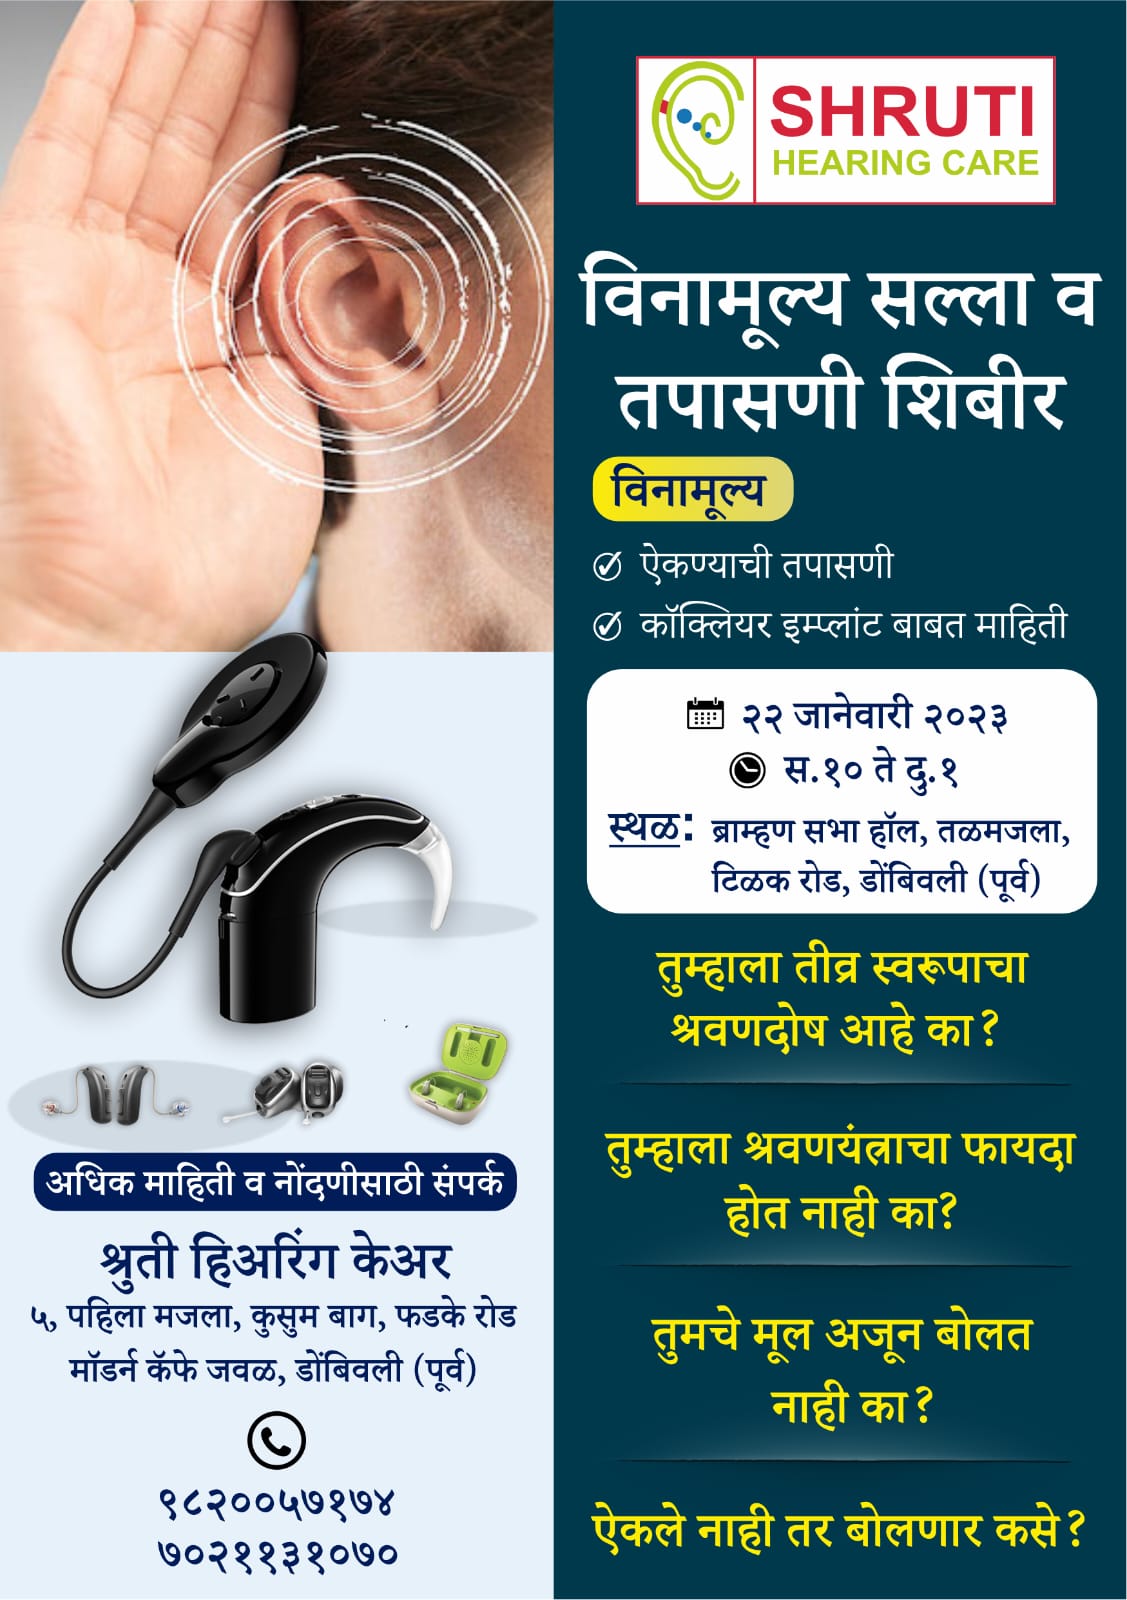 SHRUTI
HEARING CARE
विनामूल्य सल्ला व
तपासणी शिबीर
विनामूल्य
ऐकण्याची तपासणी
कॉक्लियर इम्प्लांट बाबत माहिती
२२ जानेवारी २०२३
स.१० ते दु.१
स्थळ: ब्राम्हण सभा हॉल, तळमजला,
टिळक रोड, डोंबिवली (पूर्व)
तुम्हाला तीव्र स्वरूपाचा
श्रवणदोष आहे का?
तुम्हाला श्रवणयंत्राचा फायदा
होत नाही का?
तुमचे मूल अजून बोलत
नाही का?
ऐकले नाही तर बोलणार कसे?
अधिक माहिती व नोंदणीसाठी संपर्क
श्रुती हिअरिंग केअर
५, पहिला मजला, कुसुम बाग, फडके रोड
मॉडर्न कॅफे जवळ, डोंबिवली (पूर्व)
९८२००५७१७४
७०२११३१०७०